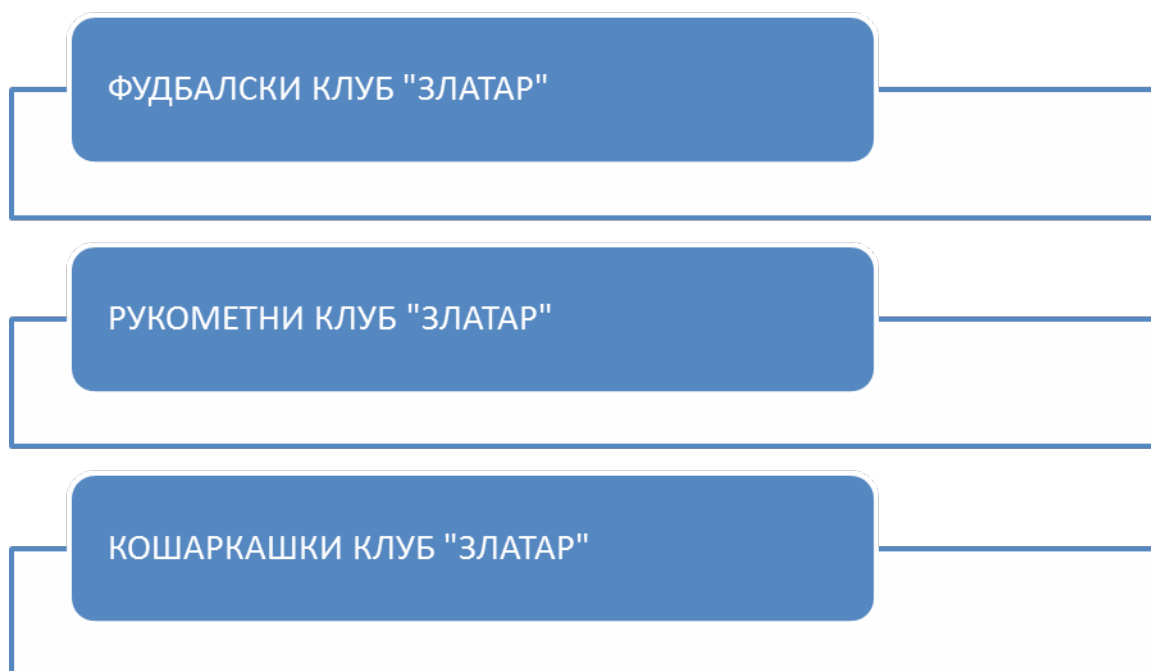 ФУДБАЛСКИ КЛУБ "ЗЛАТАР"
РУКОМЕТНИ КЛУБ "ЗЛАТАР"
КОШАРКАШКИ КЛУБ "ЗЛАТАР"